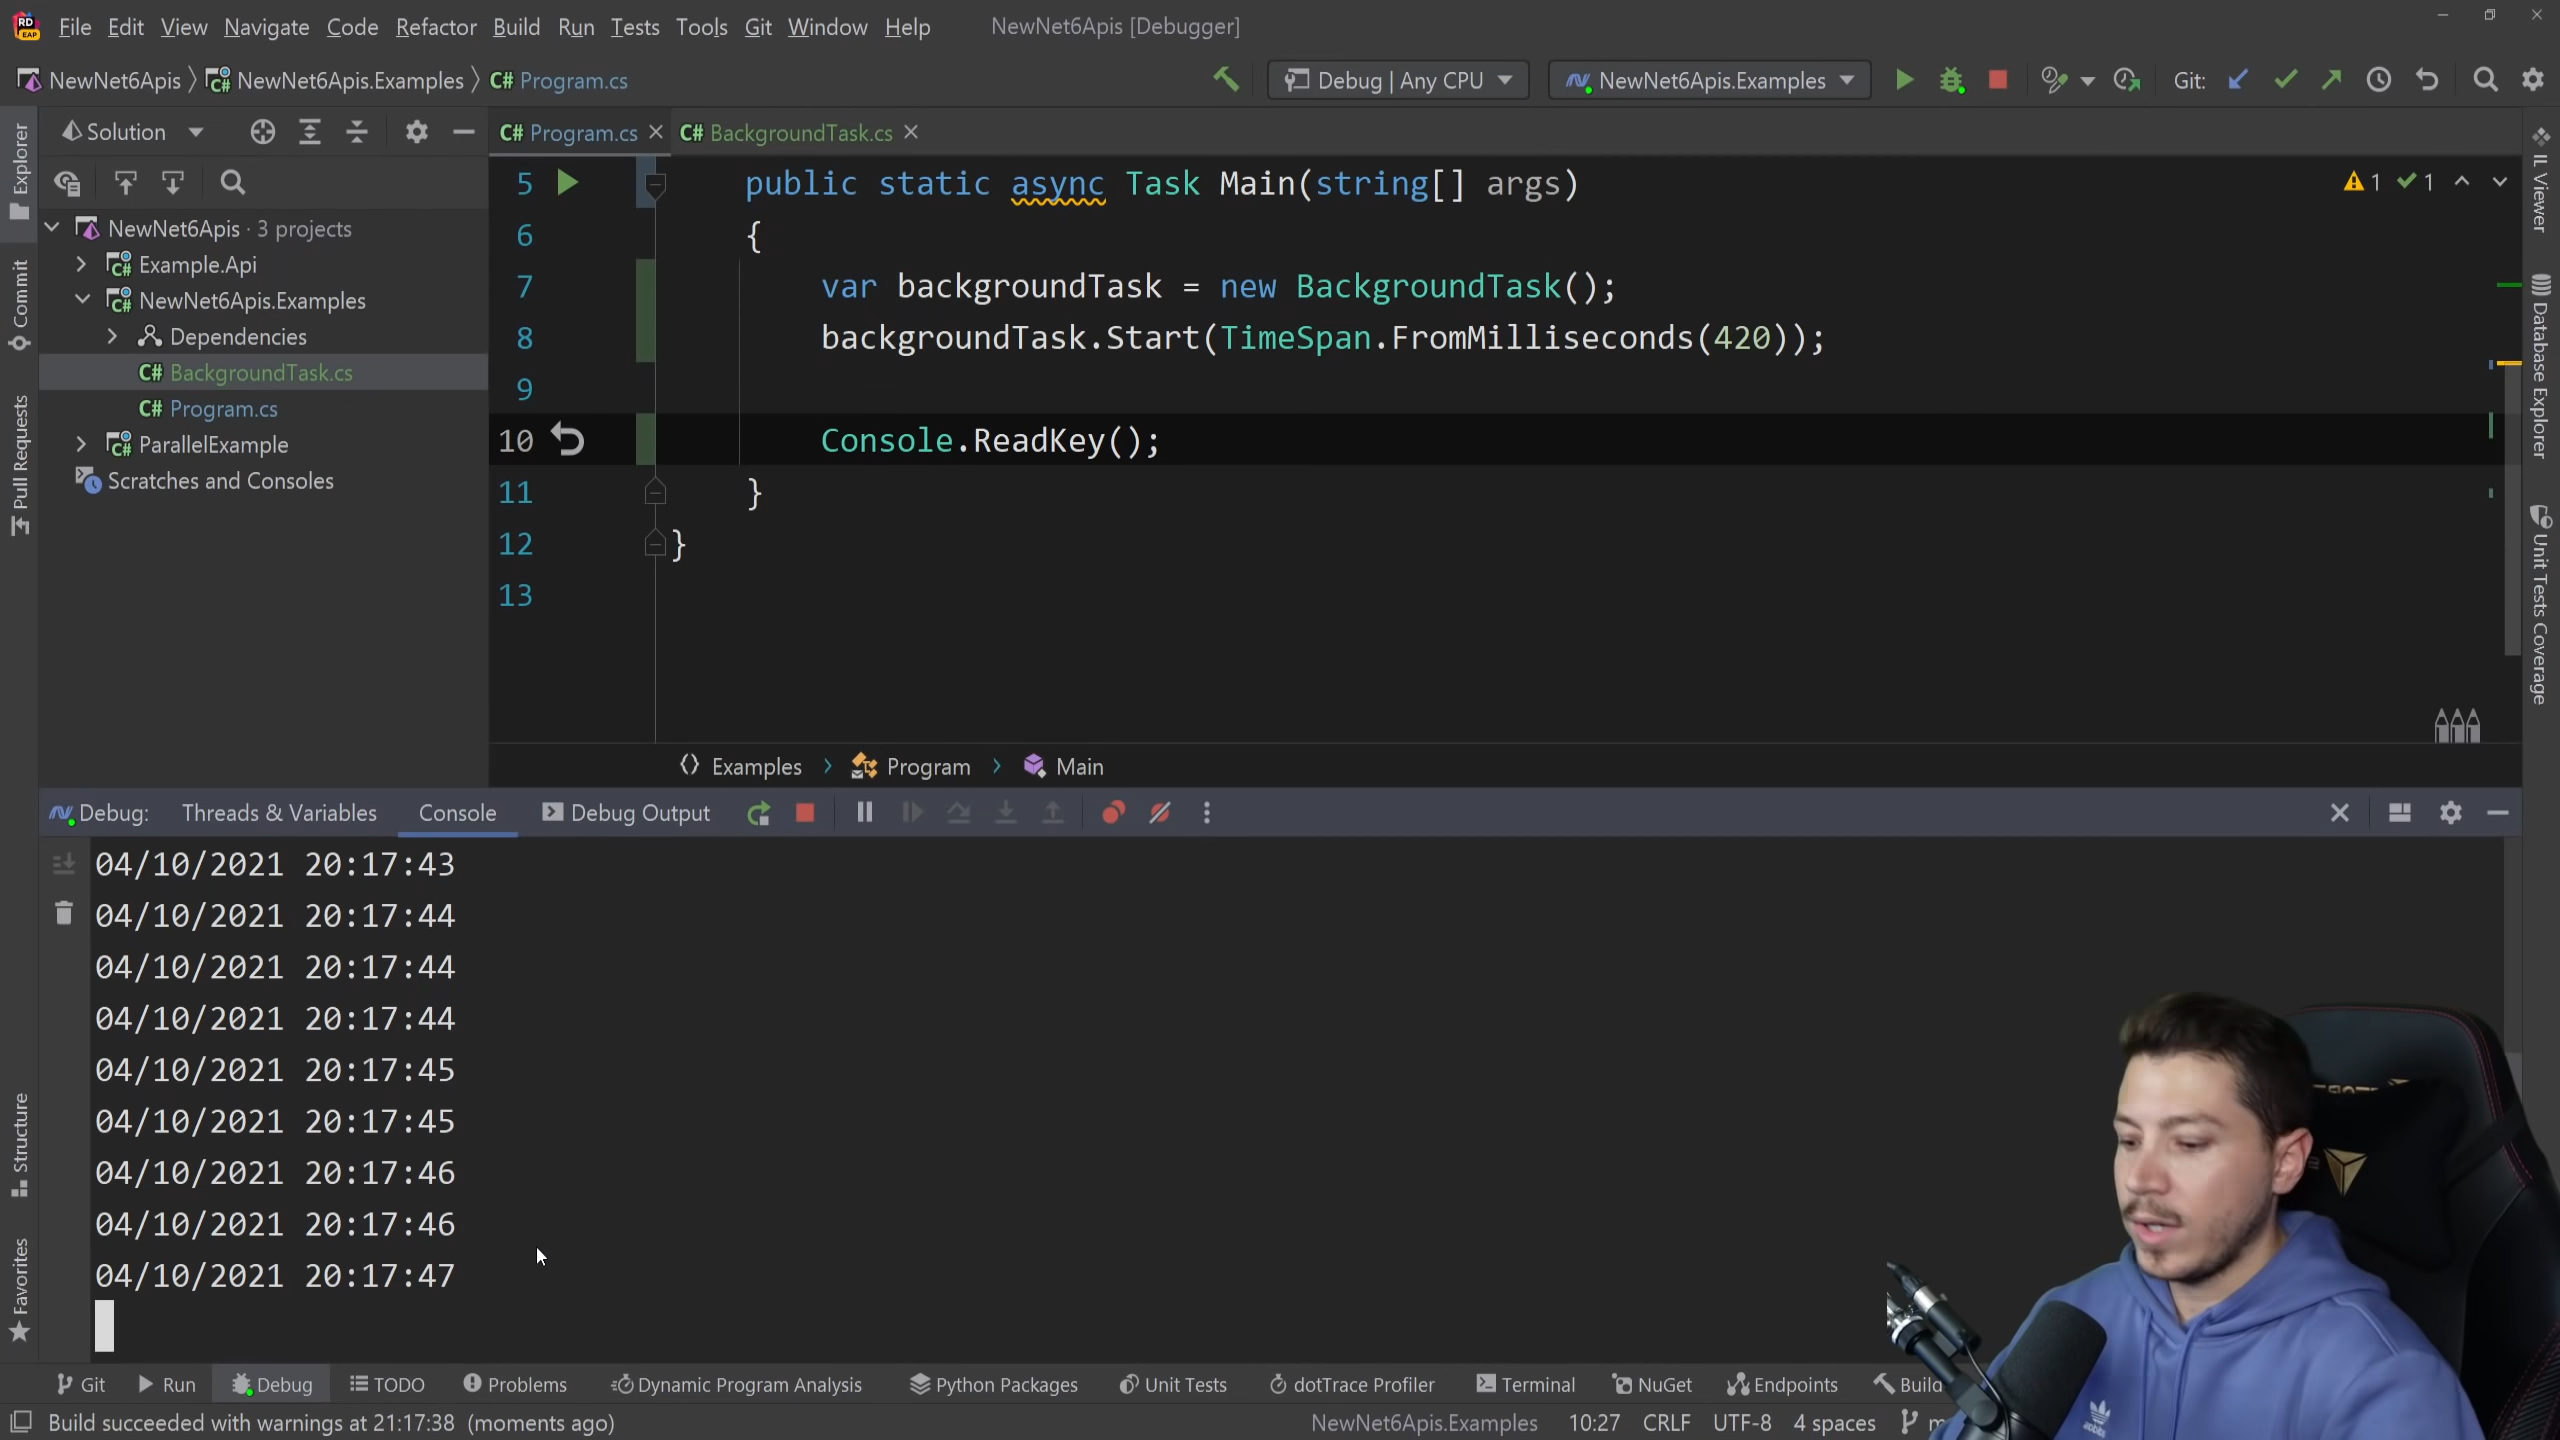 File Edit View Navigate Code Refactor Build Run Tests Tools Git Window Help NewNet6Apis [Debugger]
NewNet6Apis NewNet6Apis.Examples C# Program.cs Debug | Any CPU NewNet6Apis.Examples Git:
Solution
C# Program.cs C# BackgroundTask.cs
Explorer
Commit
Pull Requests
Structure
Favorites
NewNet6Apis · 3 projects
Example.Api
NewNet6Apis.Examples
Dependencies
C# BackgroundTask.cs
C# Program.cs
ParallelExample
Scratches and Consoles
5 public static async Task Main(string[] args)
6 {
7 var backgroundTask = new BackgroundTask();
8 backgroundTask.Start(TimeSpan.FromMilliseconds(420));
9
10 Console.ReadKey();
11 }
12 }
13
1 1
IL Viewer
Database Explorer
Unit Tests Coverage
Examples Program Main
Debug: Threads & Variables Console Debug Output
04/10/2021 20:17:43
04/10/2021 20:17:44
04/10/2021 20:17:44
04/10/2021 20:17:44
04/10/2021 20:17:45
04/10/2021 20:17:45
04/10/2021 20:17:46
04/10/2021 20:17:46
04/10/2021 20:17:47
Git Run Debug TODO Problems Dynamic Program Analysis Python Packages Unit Tests dotTrace Profiler Terminal NuGet Endpoints Build
Build succeeded with warnings at 21:17:38 (moments ago) NewNet6Apis.Examples 10:27 CRLF UTF-8 4 spaces
adidas